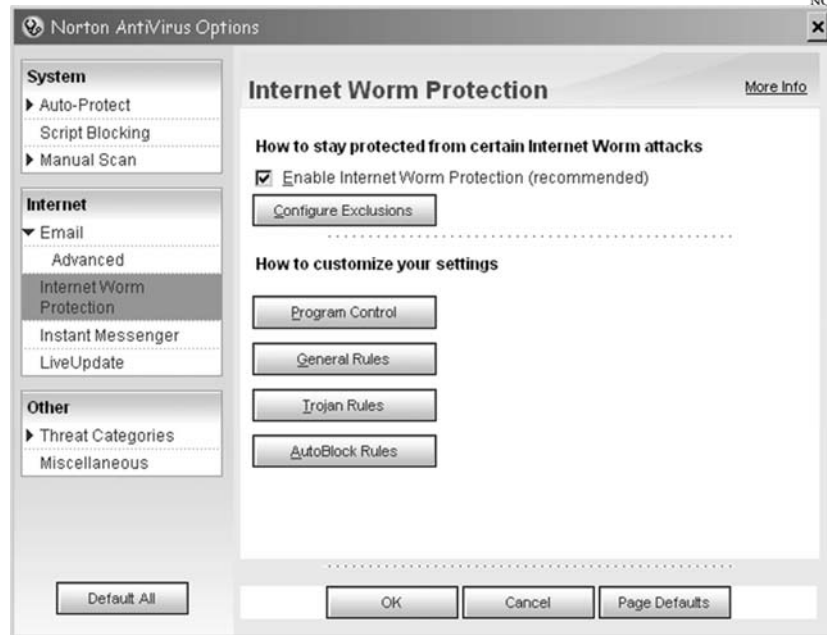 Norton AntiVirus Options
System
Auto-Protect
Script Blocking
Manual Scan
Internet
Email
Advanced
Internet Worm
Protection
Instant Messenger
LiveUpdate
Other
Threat Categories
Miscellaneous
Default All
Internet Worm Protection
More Info
How to stay protected from certain Internet Worm attacks
Enable Internet Worm Protection (recommended)
Configure Exclusions
How to customize your settings
Program Control
General Rules
Trojan Rules
AutoBlock Rules
OK
Cancel
Page Defaults